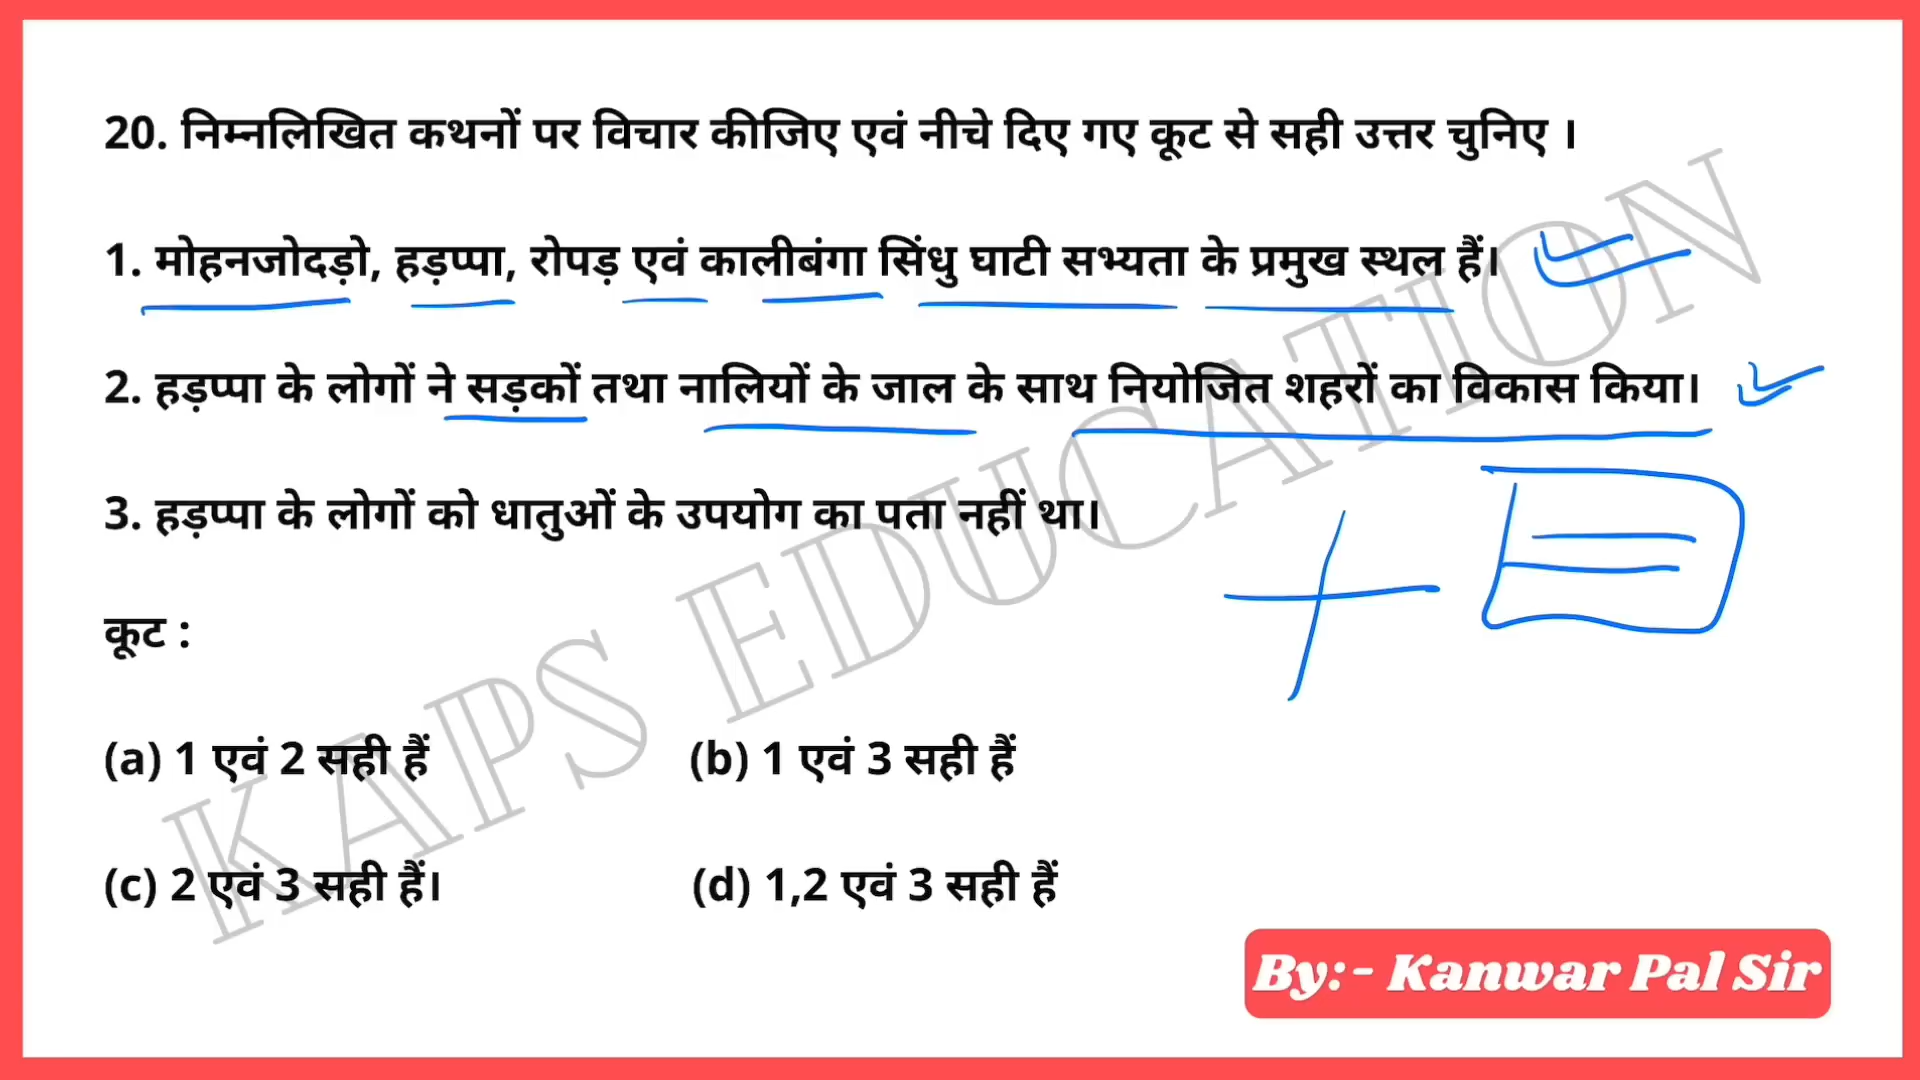 20. निम्नलिखित कथनों पर विचार कीजिए एवं नीचे दिए गए कूट से सही उत्तर चुनिए ।
1. मोहनजोदड़ो, हड़प्पा, रोपड़ एवं कालीबंगा सिंधु घाटी सभ्यता के प्रमुख स्थल हैं।
2. हड़प्पा के लोगों ने सड़कों तथा नालियों के जाल के साथ नियोजित शहरों का विकास किया।
3. हड़प्पा के लोगों को धातुओं के उपयोग का पता नहीं था।
कूट :
(a) 1 एवं 2 सही हैं (b) 1 एवं 3 सही हैं
(c) 2 एवं 3 सही हैं। (d) 1,2 एवं 3 सही हैं
KAPS EDUCATION
By:- Kanwar Pal Sir